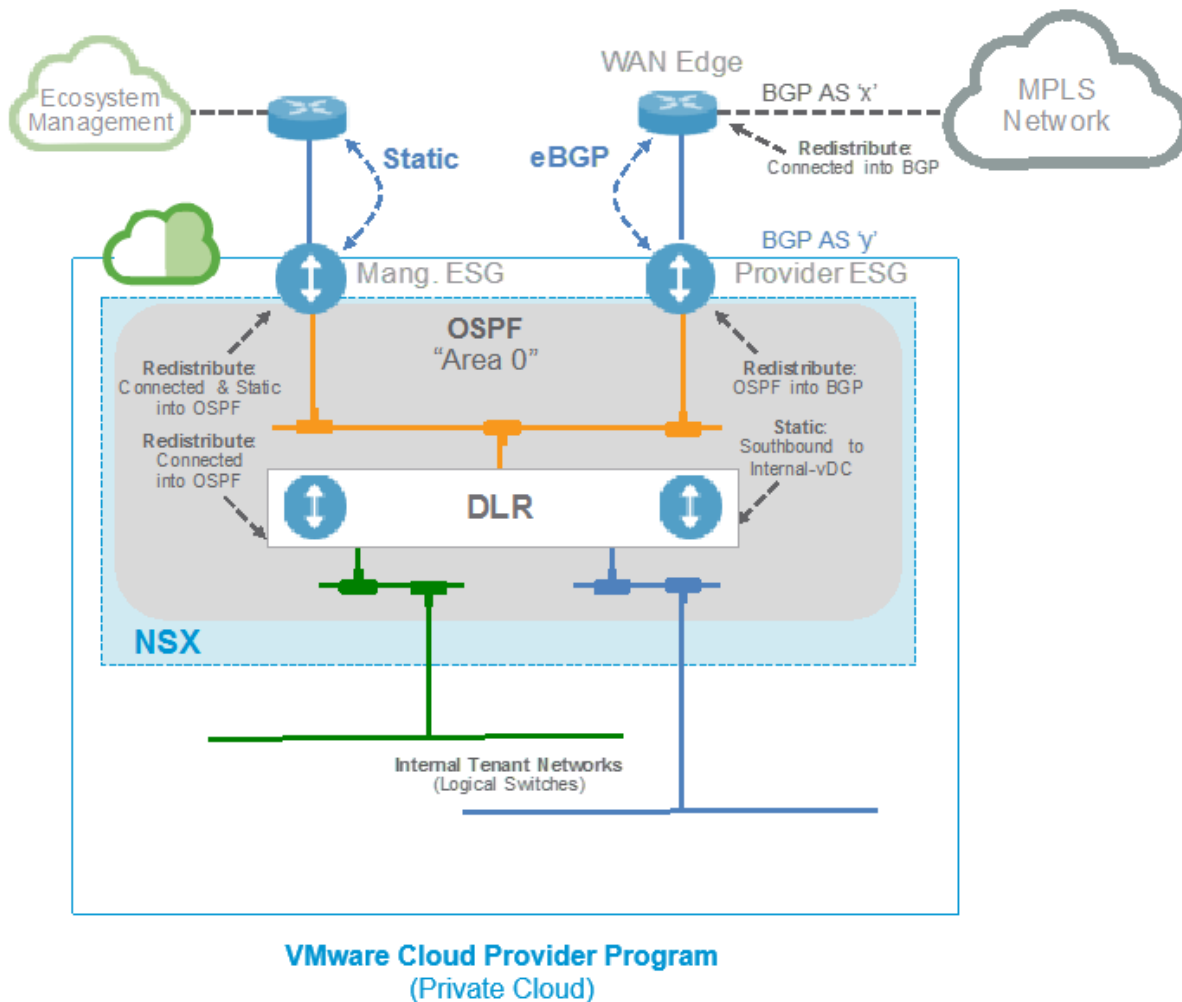 WAN Edge
Ecosystem
Management
BGP AS ‘x’
MPLS
Network
Redistribute:
Connected into BGP
Static
eBGP
BGP AS ‘y’
Mang. ESG
Provider ESG
OSPF
“Area 0”
Redistribute:
Connected & Static
into OSPF
Redistribute:
OSPF into BGP
Redistribute:
Connected
into OSPF
Static:
Southbound to
Internal-vDC
DLR
NSX
Internal Tenant Networks
(Logical Switches)
VMware Cloud Provider Program
(Private Cloud)